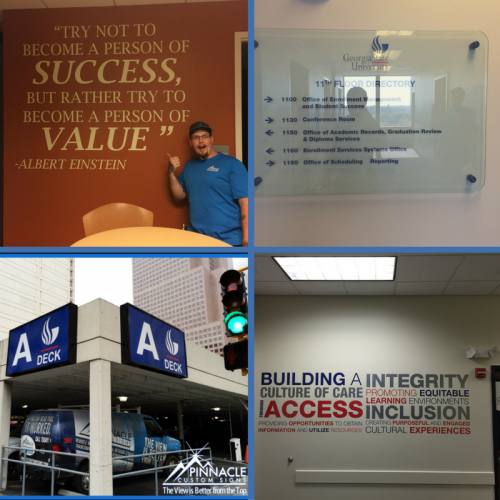 "TRY NOT TO
BECOME A PERSON OF
SUCCESS,
BUT RATHER TRY TO
BECOME A PERSON OF
VALUE"
-ALBERT EINSTEIN
11TH FLOOR DIRECTORY
1100 Office of Enrollment Management
and Student Success
1130 Conference Room
1150 Office of Academic Records, Graduation Review
& Diploma Services
1160 Enrollment Services Systems Office
1180 Office of Scheduling Reporting
A DECK
A DECK
PINNACLE
CUSTOM SIGNS
The View is Better from the Top
BUILDING A INTEGRITY
CULTURE OF CARE PROMOTING EQUITABLE
LEARNING ENVIRONMENTS
THROUGH ACCESS INCLUSION
PROVIDING OPPORTUNITIES TO OBTAIN CREATING PURPOSEFUL AND ENGAGED
INFORMATION AND UTILIZE RESOURCES CULTURAL EXPERIENCES